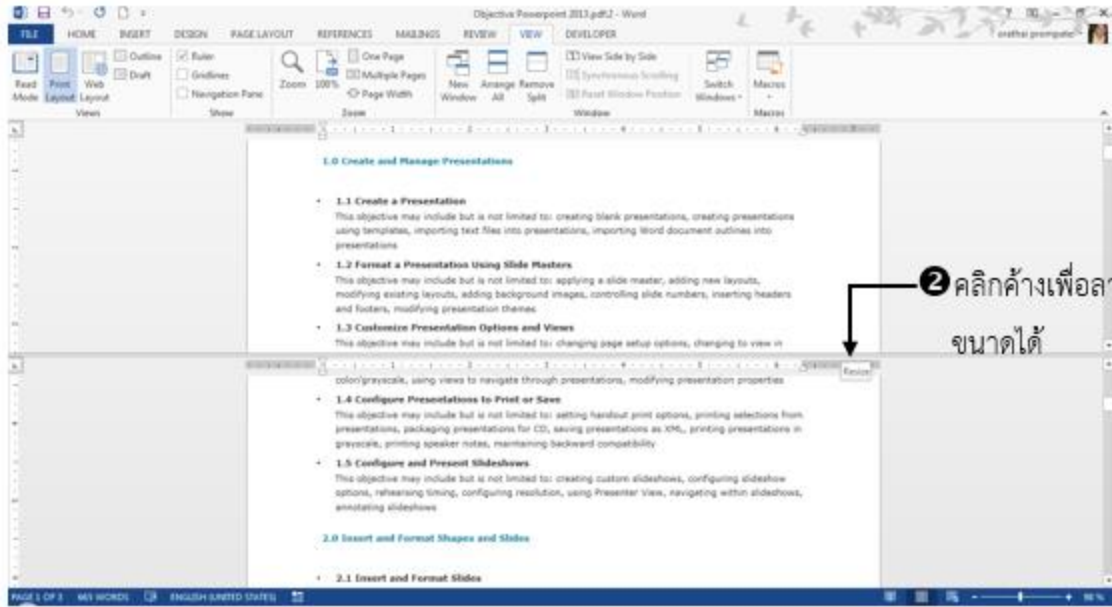 Objective Powerpoint 2013.pdf.2 - Word
FILE HOME INSERT DESIGN PAGE LAYOUT REFERENCES MAILINGS REVIEW VIEW DEVELOPER orathai
Read Mode
Print Layout
Web Layout
Outline
Draft
Views
Ruler
Gridlines
Navigation Pane
Show
Zoom
100%
One Page
Multiple Pages
Page Width
Zoom
New Window
Arrange All
Remove Split
View Side by Side
Synchronous Scrolling
Reset Window Position
Window
Switch Windows
Macros
Macros
1.0 Create and Manage Presentations
• 1.1 Create a Presentation
This objective may include but is not limited to: creating blank presentations, creating presentations
using templates, importing text files into presentations, importing Word document outlines into
presentations
• 1.2 Format a Presentation Using Slide Masters
This objective may include but is not limited to: applying a slide master, adding new layouts,
modifying existing layouts, adding background images, controlling slide numbers, inserting headers
and footers, modifying presentation themes
• 1.3 Customize Presentation Options and Views
This objective may include but is not limited to: changing page setup options, changing to view in
❷คลิกค้างเพื่อลา
ขนาดได้
Resize
color/grayscale, using views to navigate through presentations, modifying presentation properties
• 1.4 Configure Presentations to Print or Save
This objective may include but is not limited to: setting handout print options, printing selections from
presentations, packaging presentations for CD, saving presentations as XML, printing presentations in
grayscale, printing speaker notes, maintaining backward compatibility
• 1.5 Configure and Present Slideshows
This objective may include but is not limited to: creating custom slideshows, configuring slideshow
options, rehearsing timing, configuring resolution, using Presenter View, navigating within slideshows,
annotating slideshows
2.0 Insert and Format Shapes and Slides
• 2.1 Insert and Format Slides
PAGE 1 OF 3 665 WORDS ENGLISH (UNITED STATES) 90 %